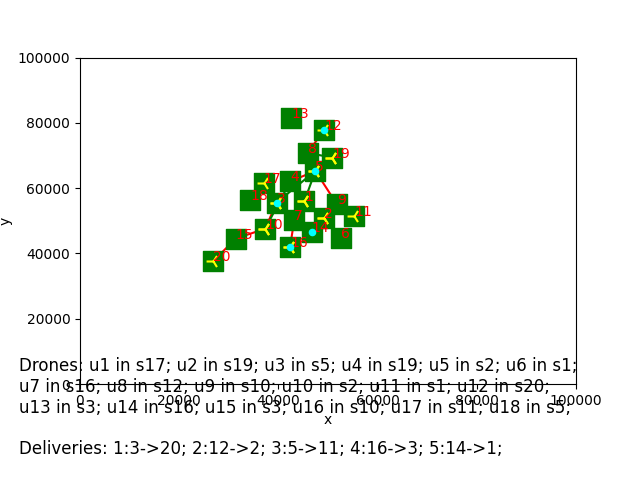 100000
80000
60000
40000
20000
0
y
0 20000 40000 60000 80000 100000
x
13
12
19
17
18
11
10
15
20
16
Drones: u1 in s17; u2 in s19; u3 in s5; u4 in s19; u5 in s2; u6 in s1;
u7 in s16; u8 in s12; u9 in s10; u10 in s2; u11 in s1; u12 in s20;
u13 in s3; u14 in s16; u15 in s3; u16 in s10; u17 in s11; u18 in s5;
Deliveries: 1:3->20; 2:12->2; 3:5->11; 4:16->3; 5:14->1;